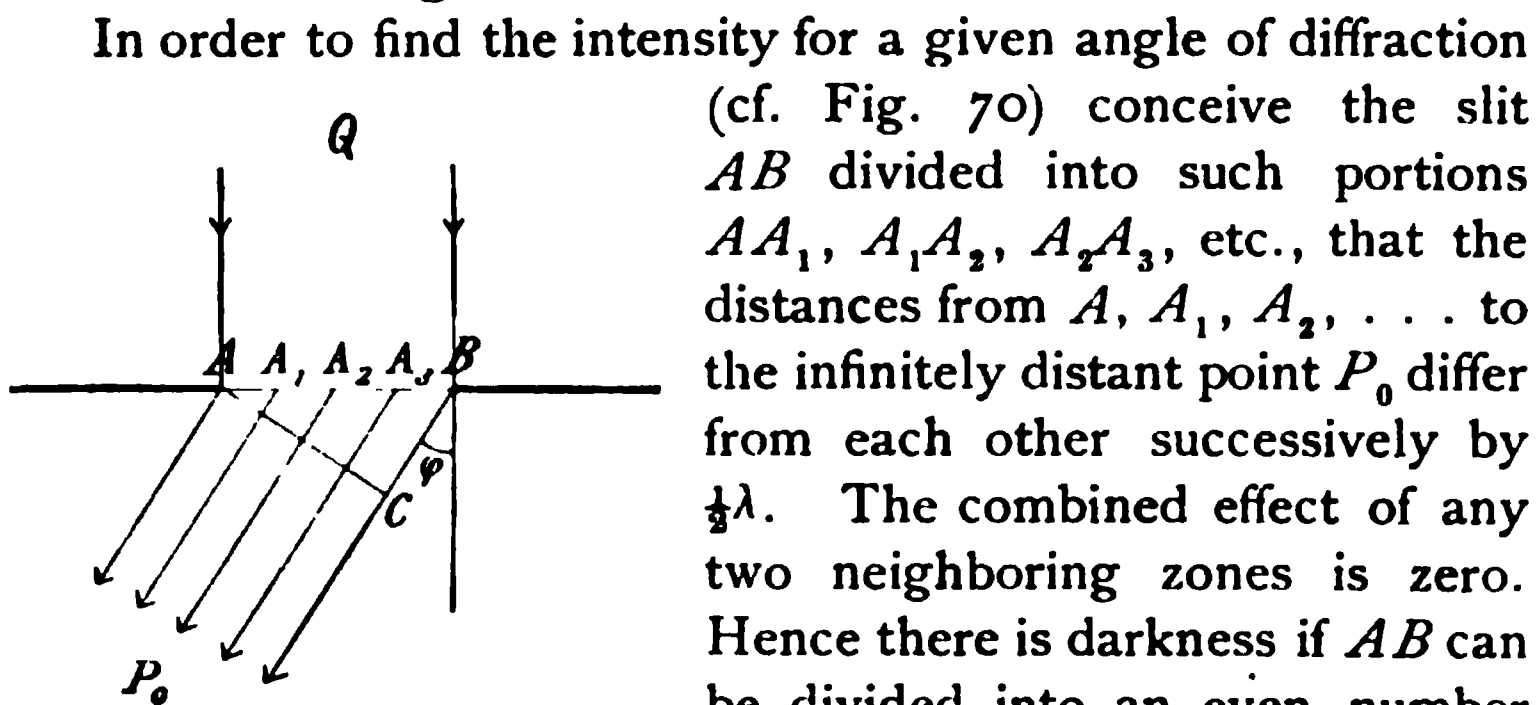 In order to find the intensity for a given angle of diffraction
(cf. Fig. 70) conceive the slit
AB divided into such portions
AA₁, A₁A₂, A₂A₃, etc., that the
distances from A, A₁, A₂, . . . to
the infinitely distant point P₀ differ
from each other successively by
½λ. The combined effect of any
two neighboring zones is zero.
Hence there is darkness if AB can
be divided into an even number
Q
A A₁ A₂ A₃ B
φ
C
P₀